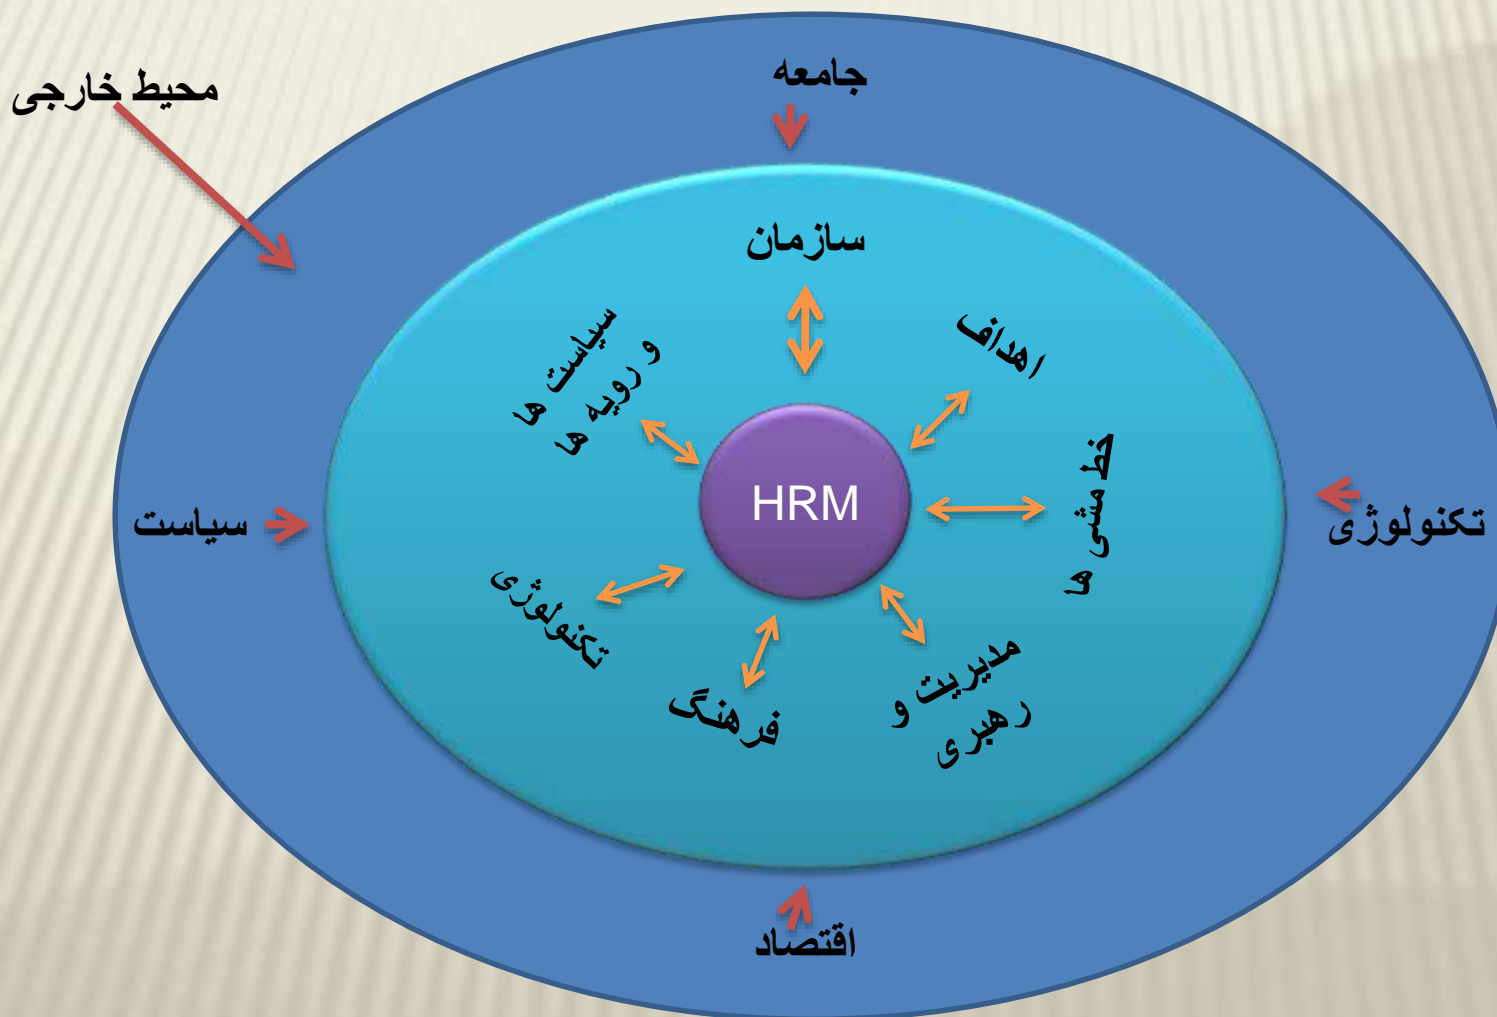 جامعه
محیط خارجی
سازمان
اهداف
سیاست ها
و رویه ها
خط مشی ها
HRM
سیاست
تکنولوژی
تکنولوژی
مدیریت و
رهبری
فرهنگ
اقتصاد